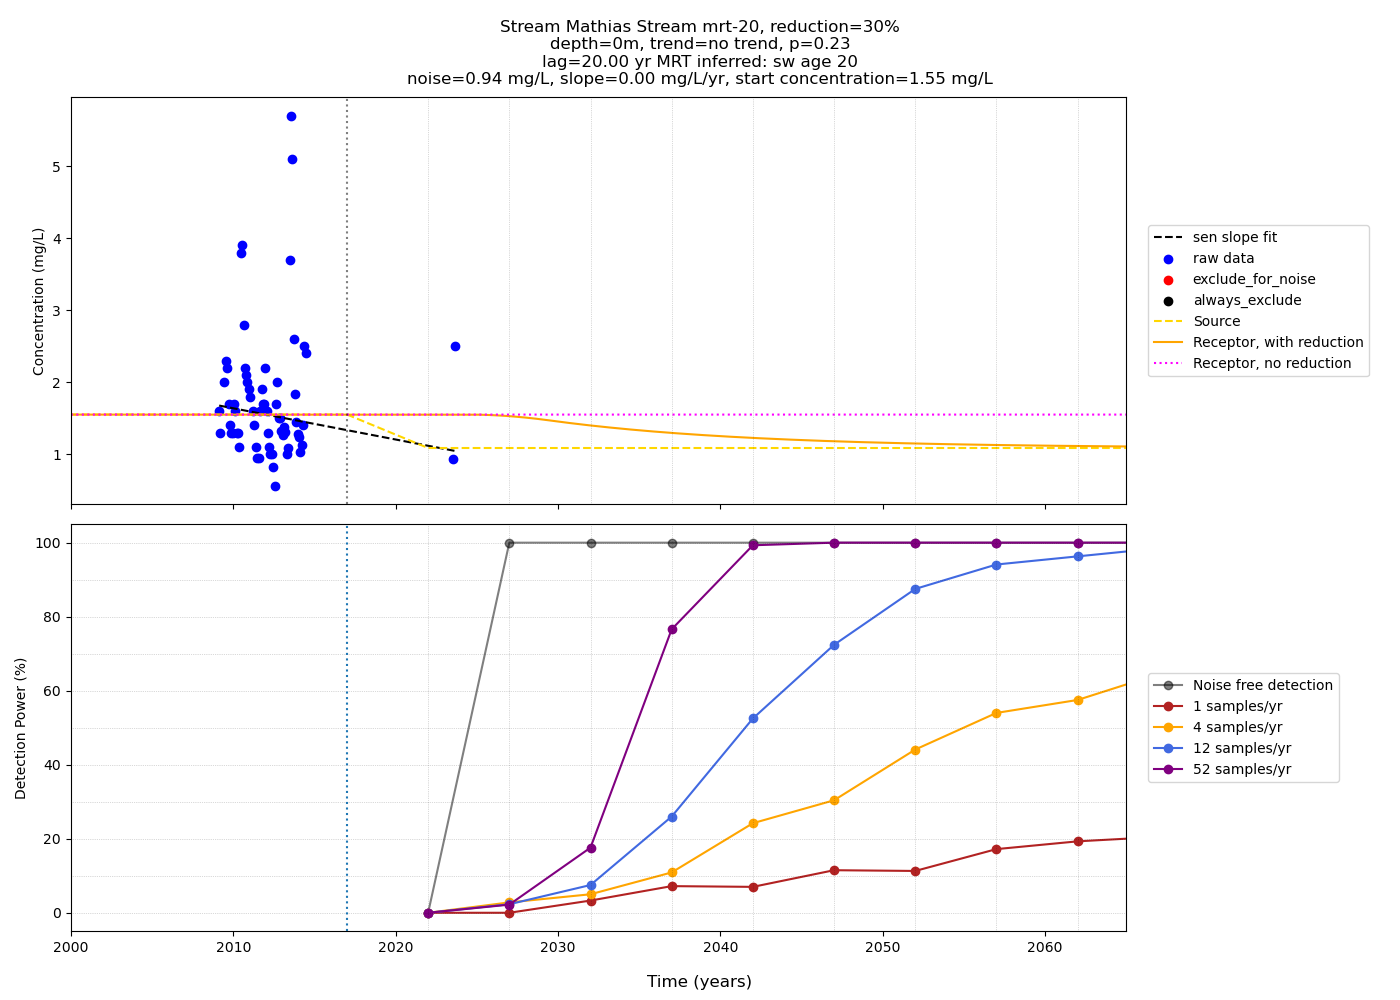 Stream Mathias Stream mrt-20, reduction=30%
depth=0m, trend=no trend, p=0.23
lag=20.00 yr MRT inferred: sw age 20
noise=0.94 mg/L, slope=0.00 mg/L/yr, start concentration=1.55 mg/L
Concentration (mg/L)
5
4
3
2
1
sen slope fit
raw data
exclude_for_noise
always_exclude
Source
Receptor, with reduction
Receptor, no reduction
Detection Power (%)
100
80
60
40
20
0
Noise free detection
1 samples/yr
4 samples/yr
12 samples/yr
52 samples/yr
2000 2010 2020 2030 2040 2050 2060
Time (years)